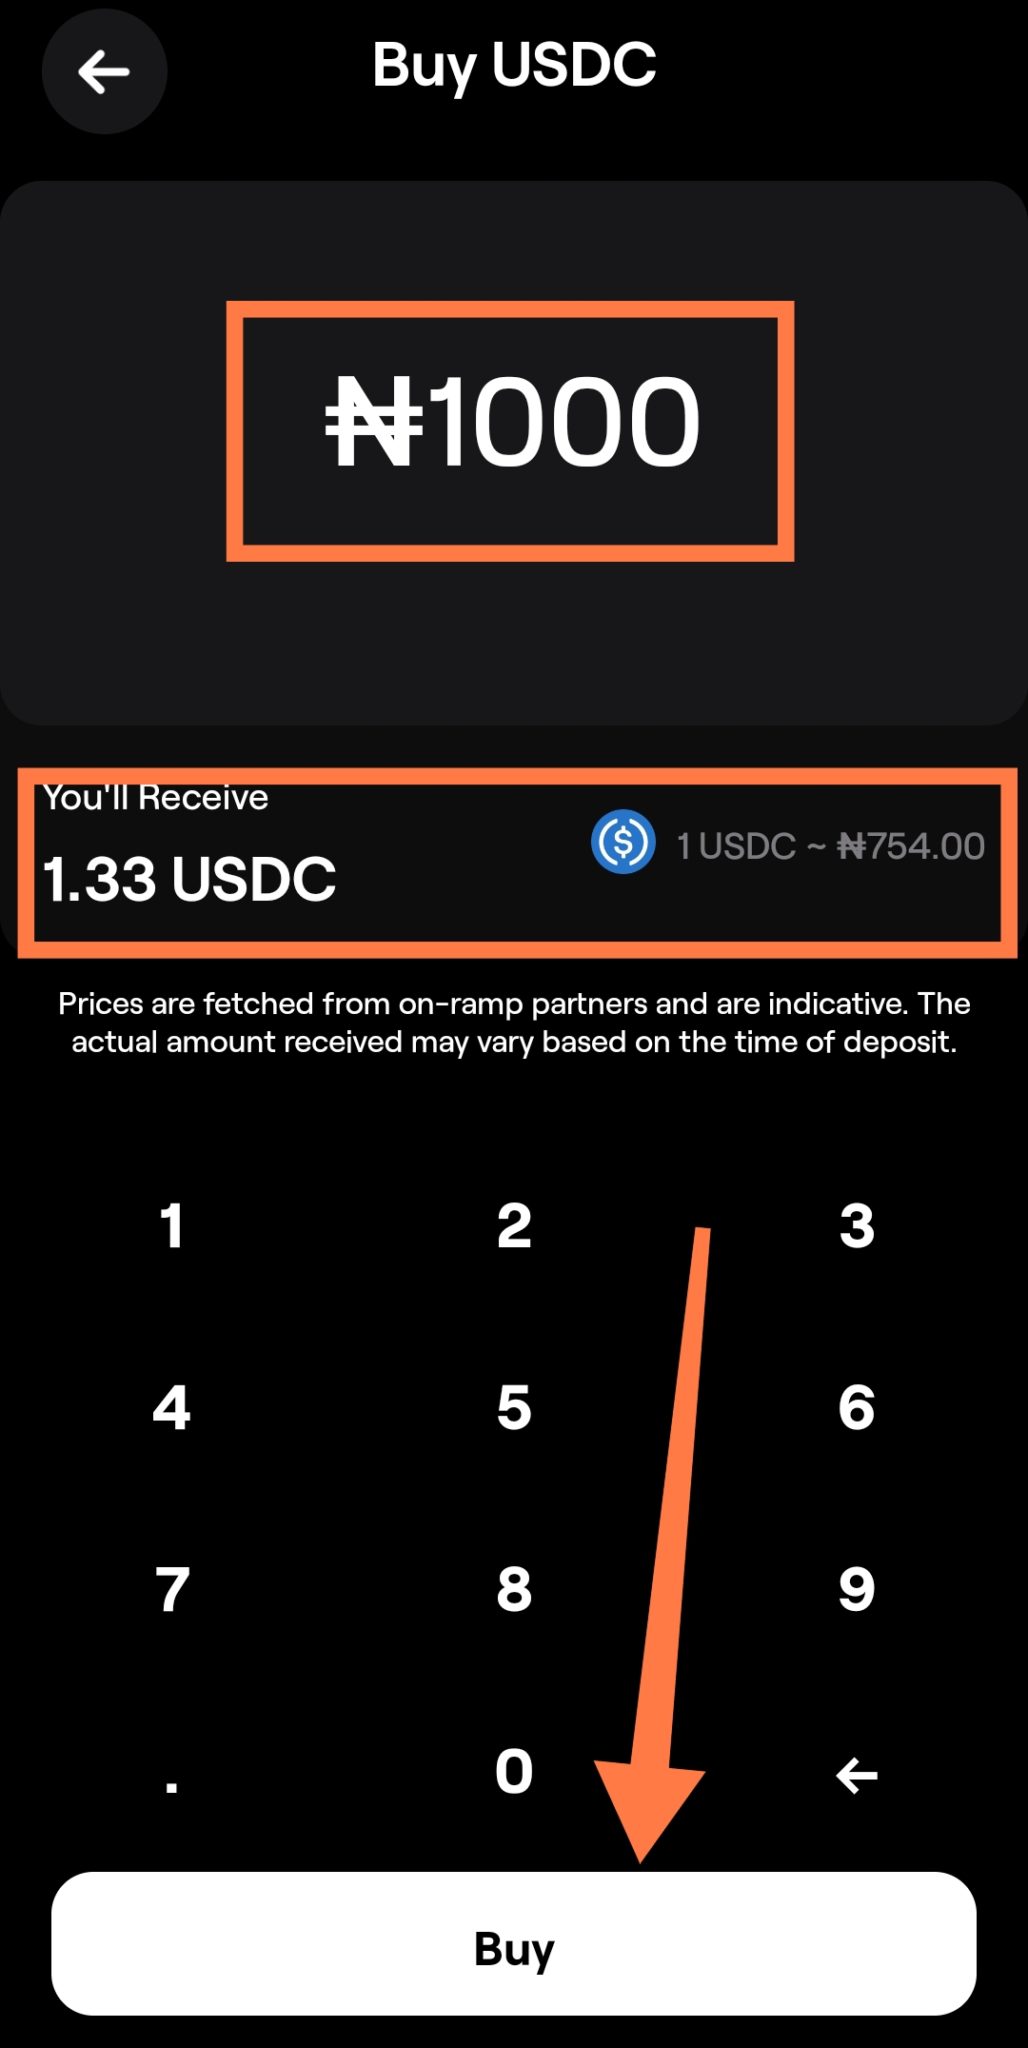 Buy USDC
₦1000
You'll Receive
1.33 USDC
1 USDC ~ ₦754.00
Prices are fetched from on-ramp partners and are indicative. The
actual amount received may vary based on the time of deposit.
1 2 3
4 5 6
7 8 9
. 0 ←
Buy